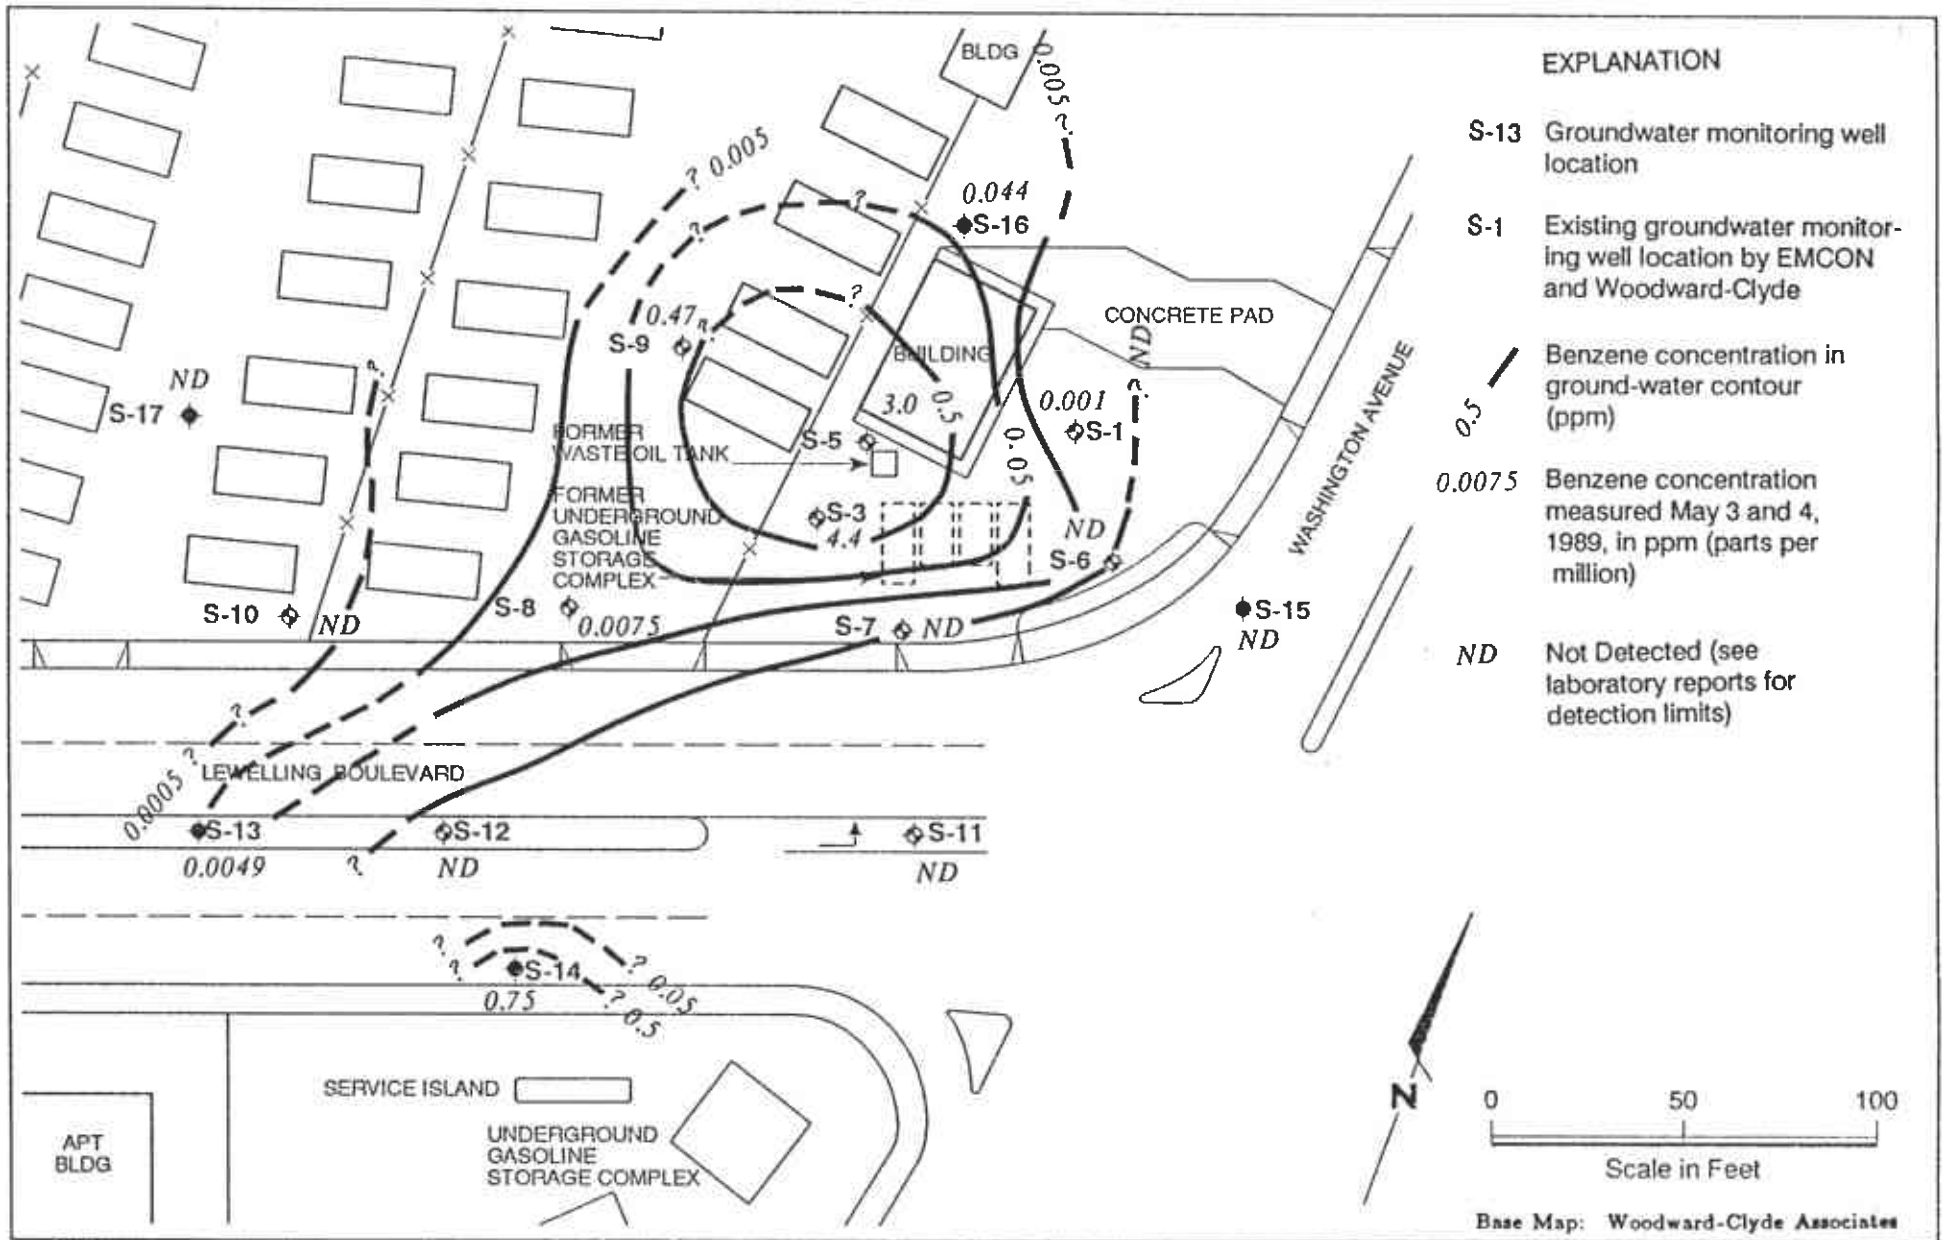 BLDG
0.005 ?
EXPLANATION
S-13 Groundwater monitoring well
location
S-1 Existing groundwater monitor-
ing well location by EMCON
and Woodward-Clyde
0.5 Benzene concentration in
ground-water contour
(ppm)
0.0075 Benzene concentration
measured May 3 and 4,
1989, in ppm (parts per
million)
ND Not Detected (see
laboratory reports for
detection limits)
? 0.005
?
?
0.044
S-16
?
0.47
?
S-9
CONCRETE PAD
BUILDING
ND
?
WASHINGTON AVENUE
ND
S-17
?
3.0
0.5
0.001
S-1
S-5
0.05
FORMER
WASTE OIL TANK
FORMER
UNDERGROUND
GASOLINE
STORAGE
COMPLEX
S-3
4.4
ND
S-6
S-8
0.0075
S-10
ND
S-7
ND
S-15
ND
?
0.0005 ?
LEWELLING BOULEVARD
S-13
0.0049
?
S-12
ND
S-11
ND
?
?
S-14
0.75
? 0.05
? 0.5
SERVICE ISLAND
UNDERGROUND
GASOLINE
STORAGE COMPLEX
APT
BLDG
N
0 50 100
Scale in Feet
Base Map: Woodward-Clyde Associates